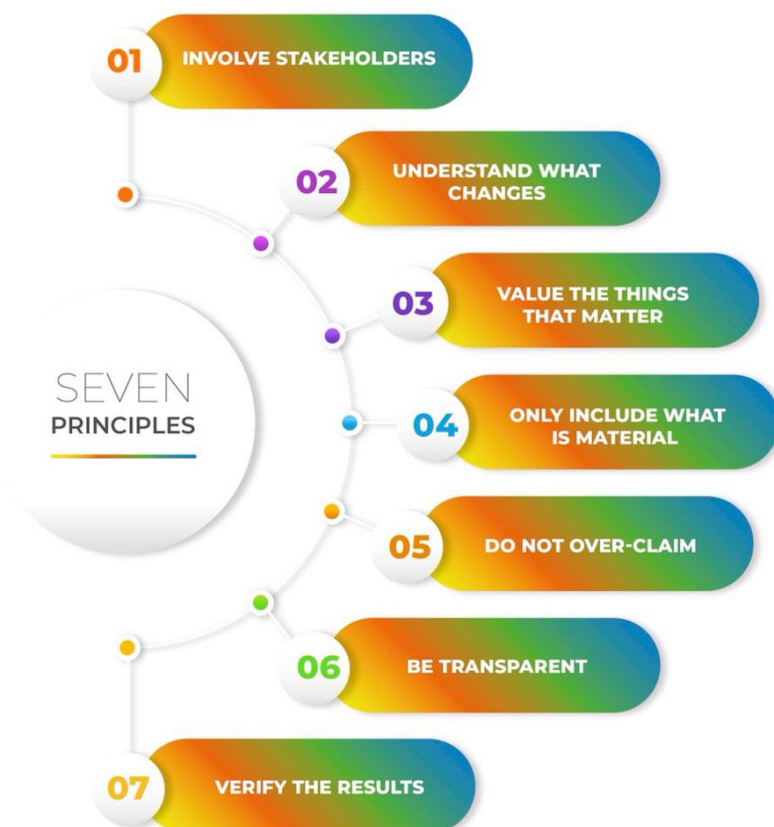 01
INVOLVE STAKEHOLDERS
02
UNDERSTAND WHAT
CHANGES
03
VALUE THE THINGS
THAT MATTER
SEVEN
PRINCIPLES
04
ONLY INCLUDE WHAT
IS MATERIAL
05
DO NOT OVER-CLAIM
06
BE TRANSPARENT
07
VERIFY THE RESULTS